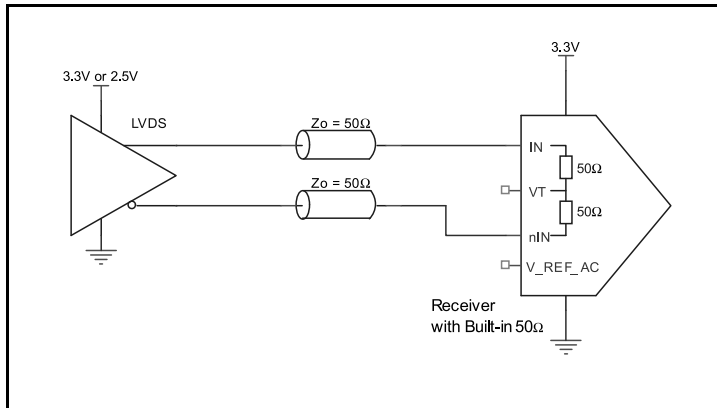 3.3V
3.3V or 2.5V
LVDS
Zo = 50Ω
IN
50Ω
Zo = 50Ω
VT
50Ω
nIN
V_REF_AC
Receiver
with Built-in 50Ω